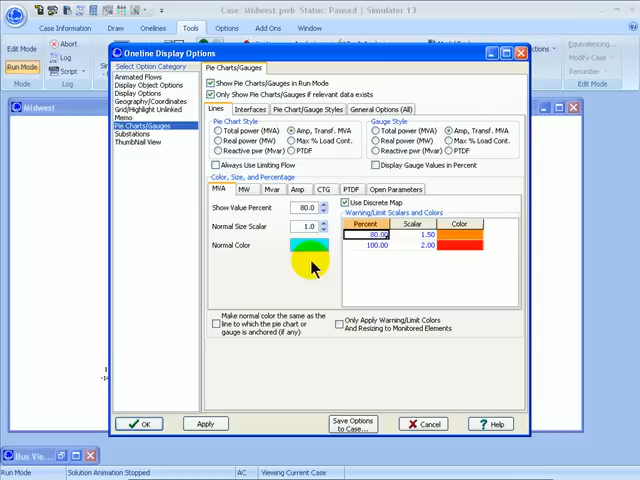 Case: Midwest.pwb Status: Paused | Simulator 13
Case Information
Draw
Onelines
Tools
Options
Add Ons
Window
Edit Mode
Run Mode
Mode
Abort
Log
Script
Log
Equivalencing...
Modify Case
Renumber
Edit Modes
Midwest
Oneline Display Options
Select Option Category
Animated Flows
Display Object Options
Display Options
Geography/Coordinates
Grid/Highlight Unlinked
Memo
Pie Charts/Gauges
Substations
ThumbNail View
Pie Charts/Gauges
Show Pie Charts/Gauges in Run Mode
Only Show Pie Charts/Gauges if relevant data exists
Lines
Interfaces
Pie Chart/Gauge Styles
General Options (All)
Pie Chart Style
Total power (MVA)
Amp, Transf. MVA
Real power (MW)
Max % Load Cont.
Reactive pwr (Mvar)
PTDF
Gauge Style
Total power (MVA)
Amp, Transf. MVA
Real power (MW)
Max % Load Cont.
Reactive pwr (Mvar)
PTDF
Always Use Limiting Flow
Display Gauge Values in Percent
Color, Size, and Percentage
MVA
MW
Mvar
Amp
CTG
PTDF
Open Parameters
Show Value Percent
80.0
Normal Size Scalar
1.0
Normal Color
Use Discrete Map
Warning/Limit Scalars and Colors
Percent Scalar Color
80.00 1.50
100.00 2.00
Make normal color the same as the
line to which the pie chart or
gauge is anchored (if any)
Only Apply Warning/Limit Colors
And Resizing to Monitored Elements
OK
Apply
Save Options
to Case...
Cancel
Help
Bus Vie...
Run Mode
Solution Animation Stopped
AC
Viewing Current Case